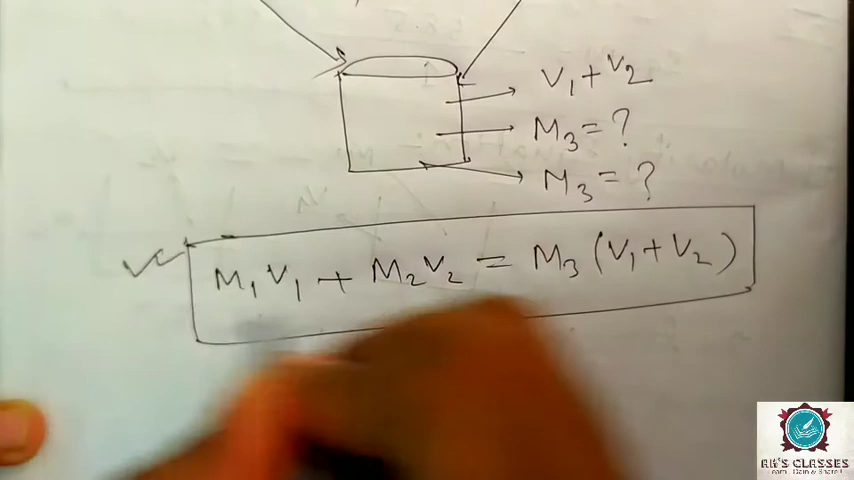 V₁+V₂
M₃=?
M₃=?
M₁V₁+M₂V₂=M₃(V₁+V₂)
RK'S CLASSES